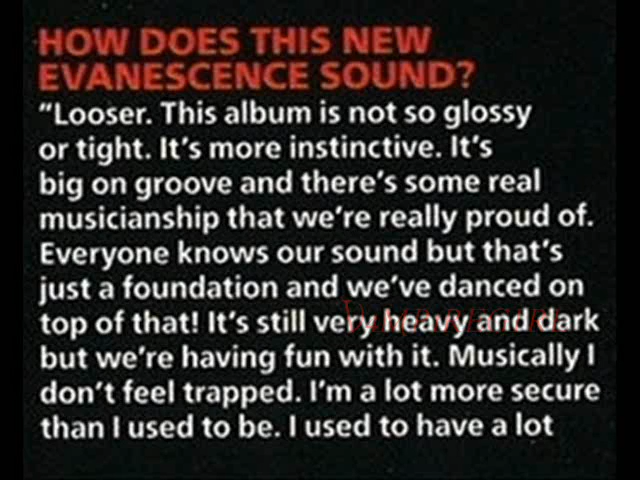 HOW DOES THIS NEW
EVANESCENCE SOUND?
"Looser. This album is not so glossy
or tight. It's more instinctive. It's
big on groove and there's some real
musicianship that we're really proud of.
Everyone knows our sound but that's
just a foundation and we've danced on
top of that! It's still very heavy and dark
but we're having fun with it. Musically I
don't feel trapped. I'm a lot more secure
than I used to be. I used to have a lot